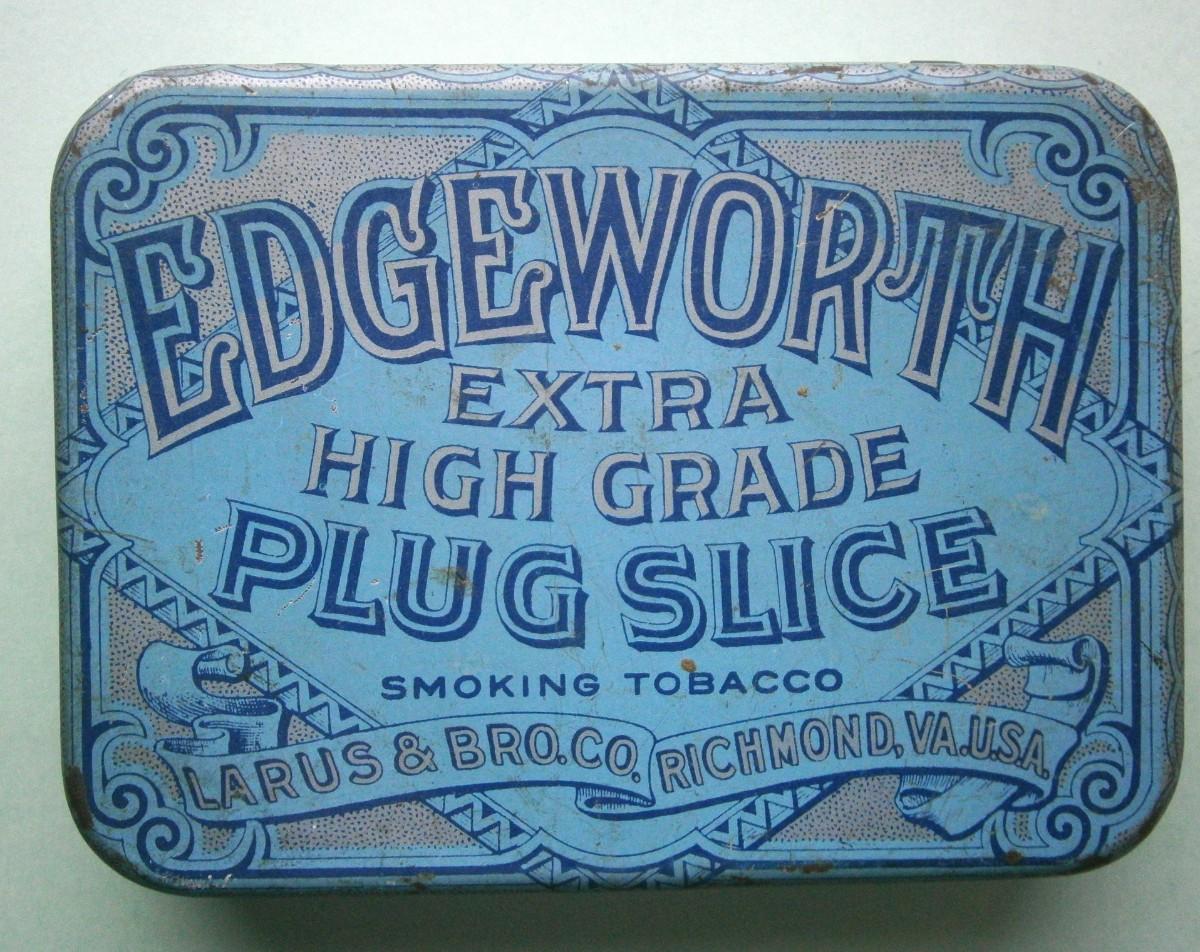 EDGEWORTH
EXTRA
HIGH GRADE
PLUG SLICE
SMOKING TOBACCO
LARUS & BRO.CO. RICHMOND, VA.U.S.A.